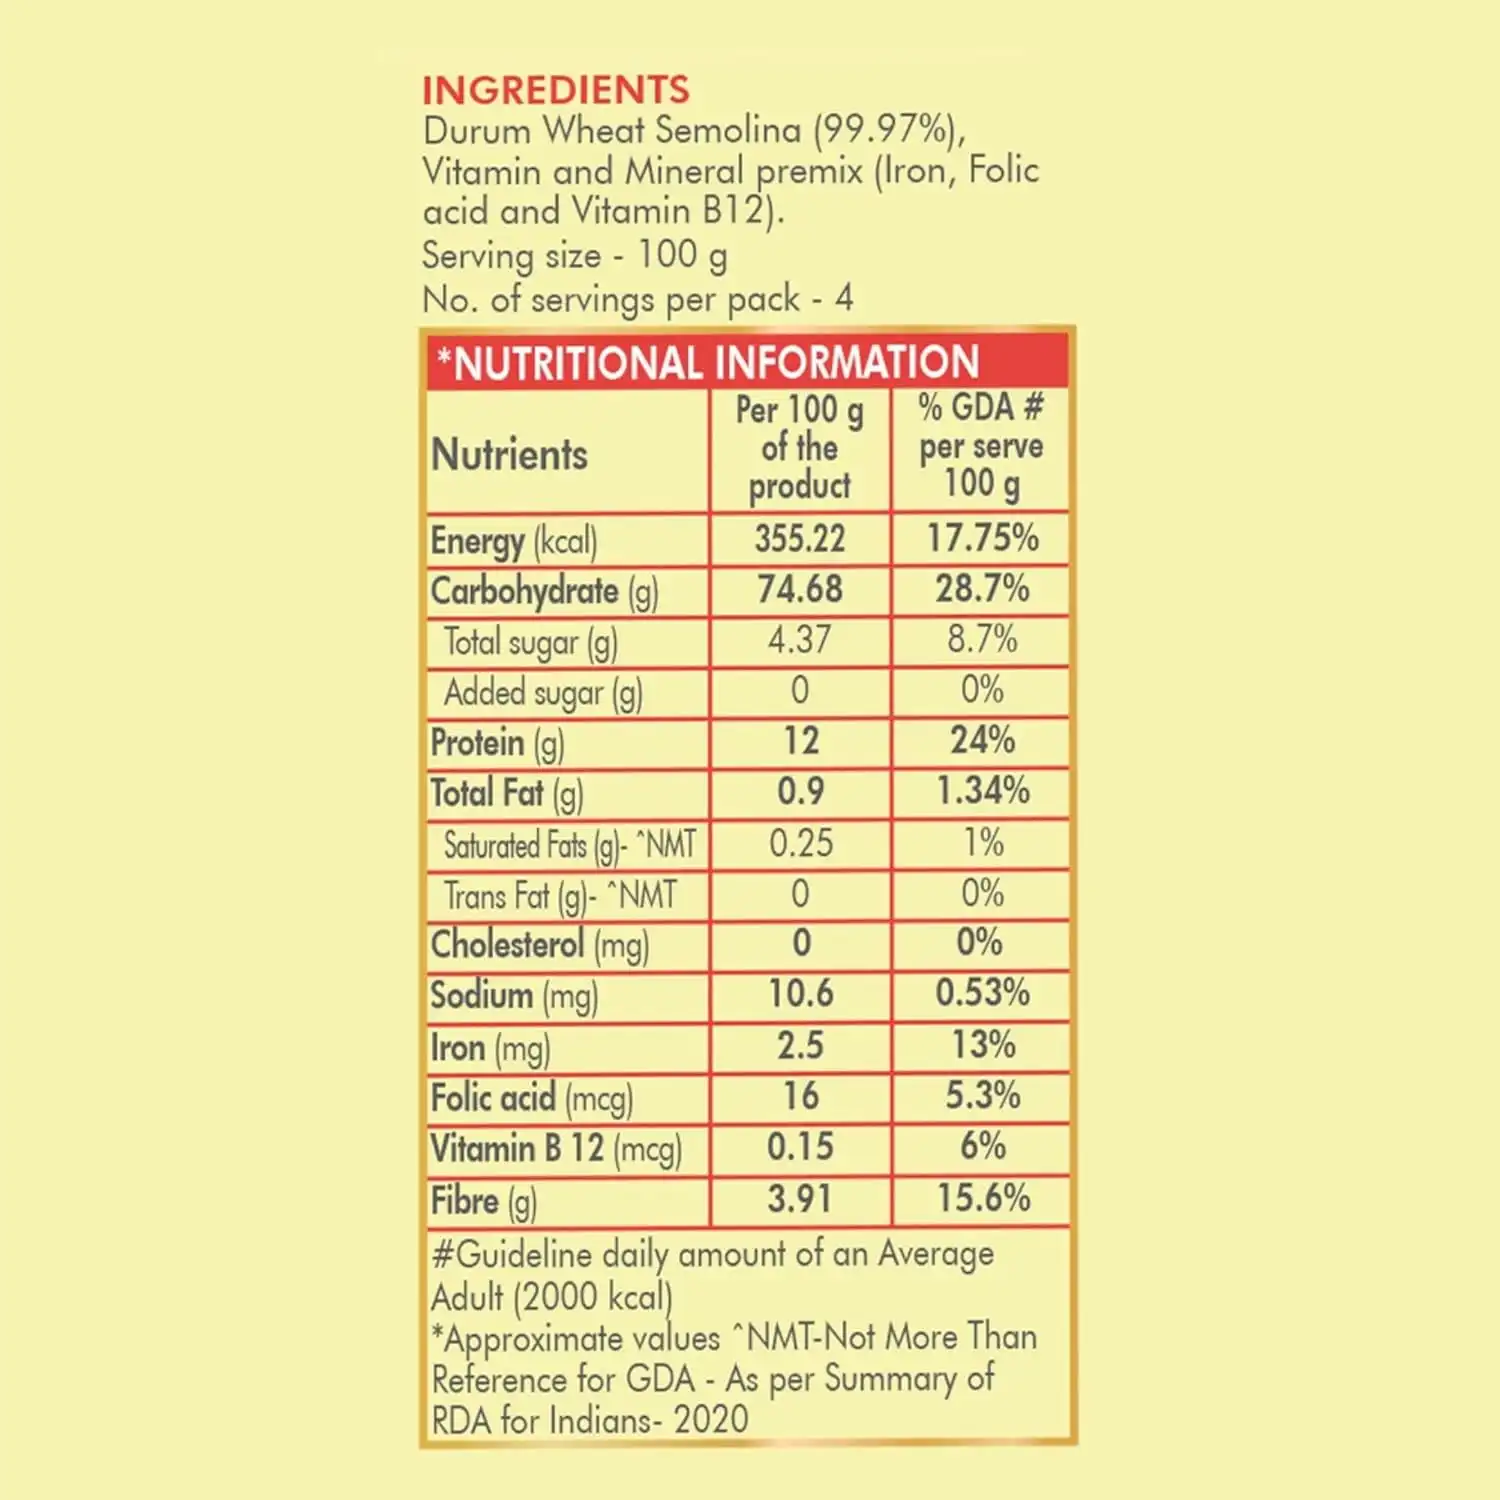 INGREDIENTS
Durum Wheat Semolina (99.97%),
Vitamin and Mineral premix (Iron, Folic
acid and Vitamin B12).
Serving size - 100 g
No. of servings per pack - 4
*NUTRITIONAL INFORMATION
Nutrients Per 100 g of the product % GDA # per serve 100 g
Energy (kcal) 355.22 17.75%
Carbohydrate (g) 74.68 28.7%
Total sugar (g) 4.37 8.7%
Added sugar (g) 0 0%
Protein (g) 12 24%
Total Fat (g) 0.9 1.34%
Saturated Fats (g)- ^NMT 0.25 1%
Trans Fat (g)- ^NMT 0 0%
Cholesterol (mg) 0 0%
Sodium (mg) 10.6 0.53%
Iron (mg) 2.5 13%
Folic acid (mcg) 16 5.3%
Vitamin B 12 (mcg) 0.15 6%
Fibre (g) 3.91 15.6%
#Guideline daily amount of an Average
Adult (2000 kcal)
*Approximate values ^NMT-Not More Than
Reference for GDA - As per Summary of
RDA for Indians- 2020